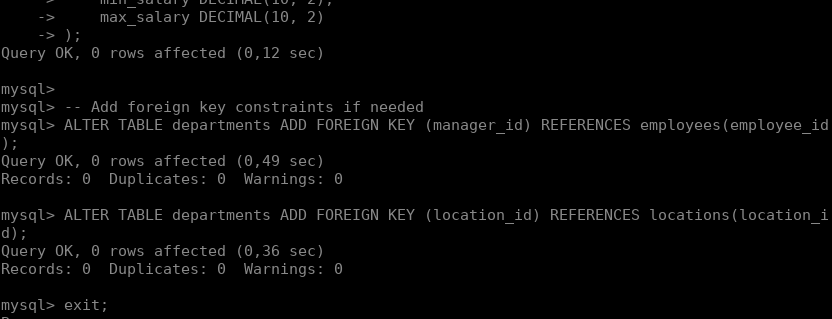 ->     min_salary DECIMAL(10, 2),
    ->     max_salary DECIMAL(10, 2)
    -> );
Query OK, 0 rows affected (0,12 sec)
mysql>
mysql> -- Add foreign key constraints if needed
mysql> ALTER TABLE departments ADD FOREIGN KEY (manager_id) REFERENCES employees(employee_id
);
Query OK, 0 rows affected (0,49 sec)
Records: 0  Duplicates: 0  Warnings: 0
mysql> ALTER TABLE departments ADD FOREIGN KEY (location_id) REFERENCES locations(location_i
d);
Query OK, 0 rows affected (0,36 sec)
Records: 0  Duplicates: 0  Warnings: 0
mysql> exit;